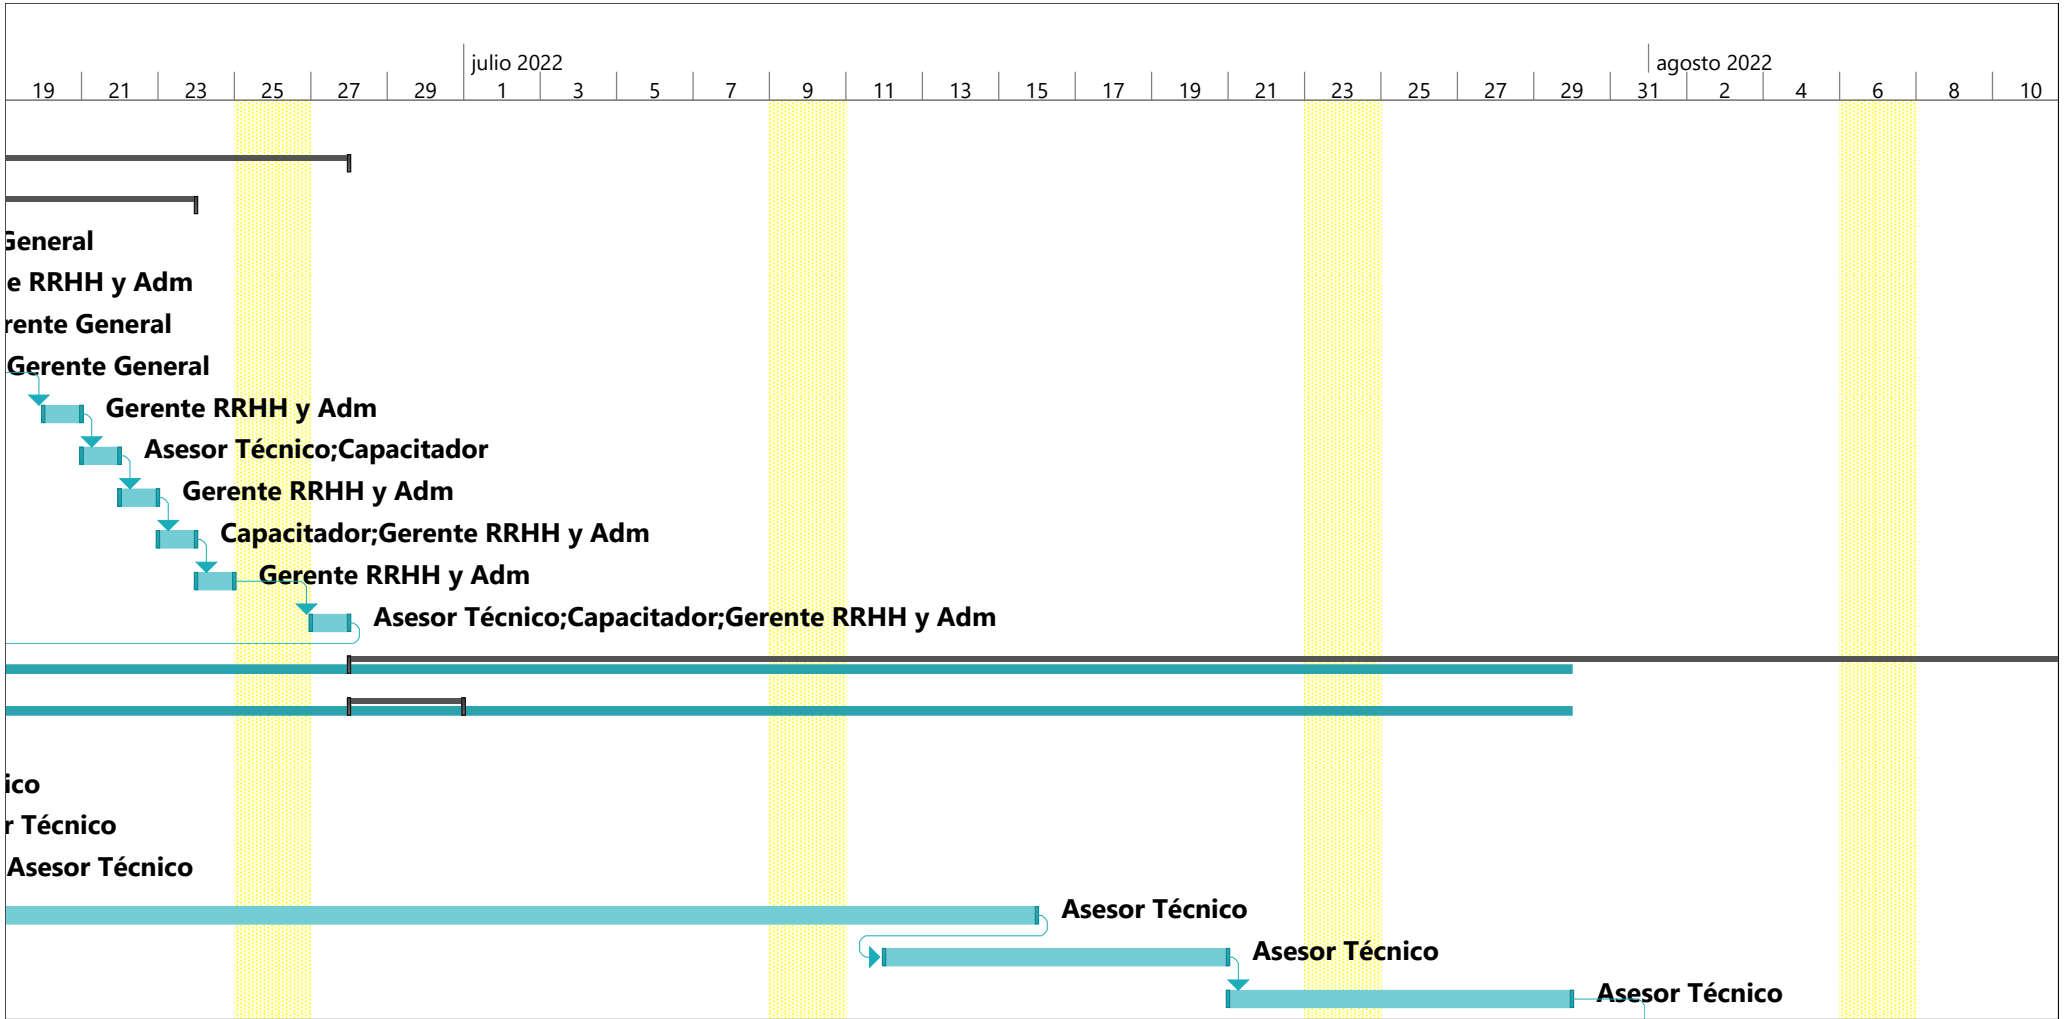 julio 2022 agosto 2022
19 21 23 25 27 29 1 3 5 7 9 11 13 15 17 19 21 23 25 27 29 31 2 4 6 8 10
General
e RRHH y Adm
rente General
Gerente General
Gerente RRHH y Adm
Asesor Técnico;Capacitador
Gerente RRHH y Adm
Capacitador;Gerente RRHH y Adm
Gerente RRHH y Adm
Asesor Técnico;Capacitador;Gerente RRHH y Adm
ico
r Técnico
Asesor Técnico
Asesor Técnico
Asesor Técnico
Asesor Técnico